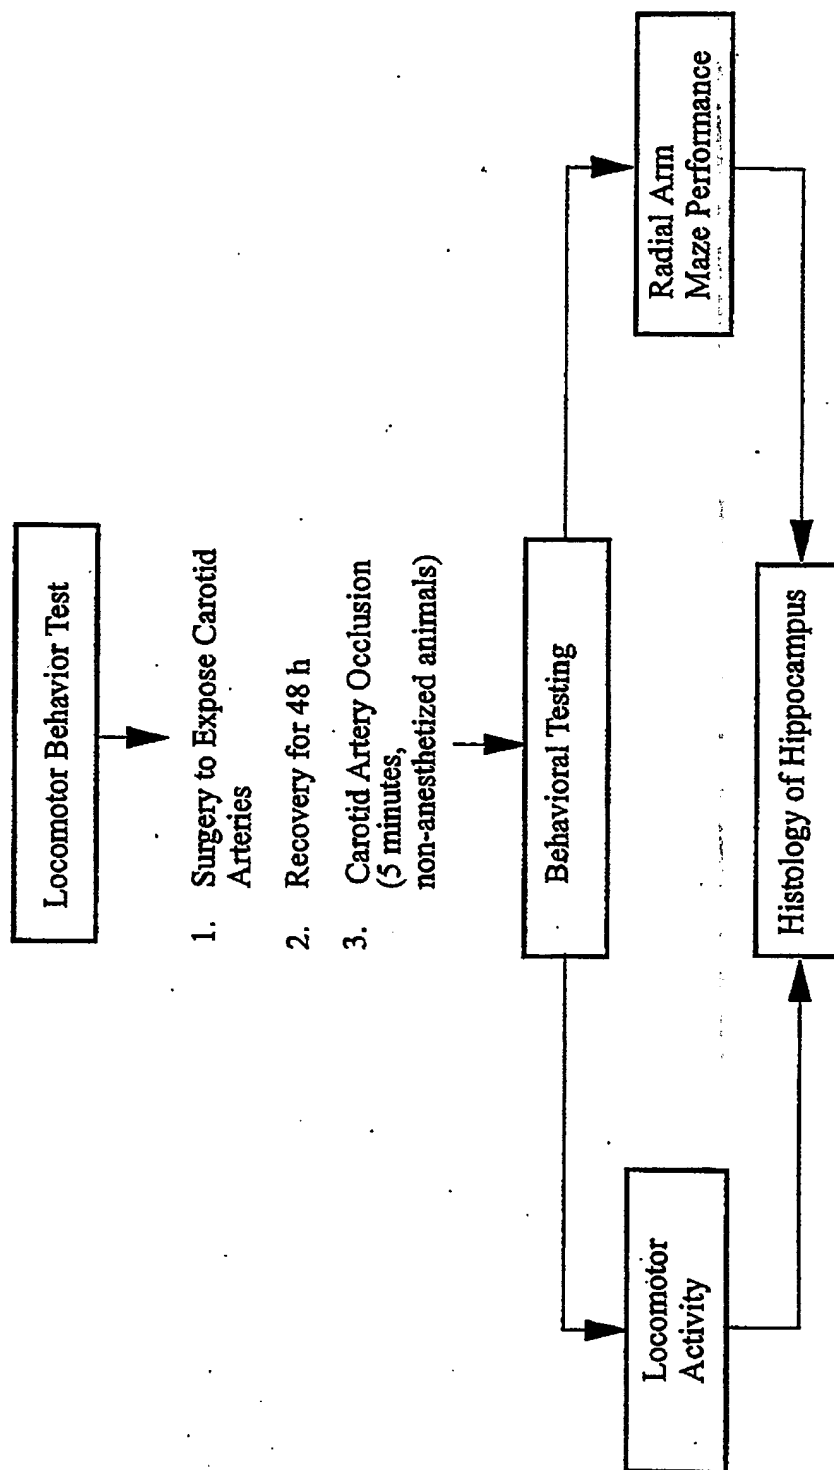 Locomotor Behavior Test
1. Surgery to Expose Carotid
Arteries
2. Recovery for 48 h
3. Carotid Artery Occlusion
(5 minutes,
non-anesthetized animals)
Behavioral Testing
Locomotor
Activity
Radial Arm
Maze Performance
Histology of Hippocampus